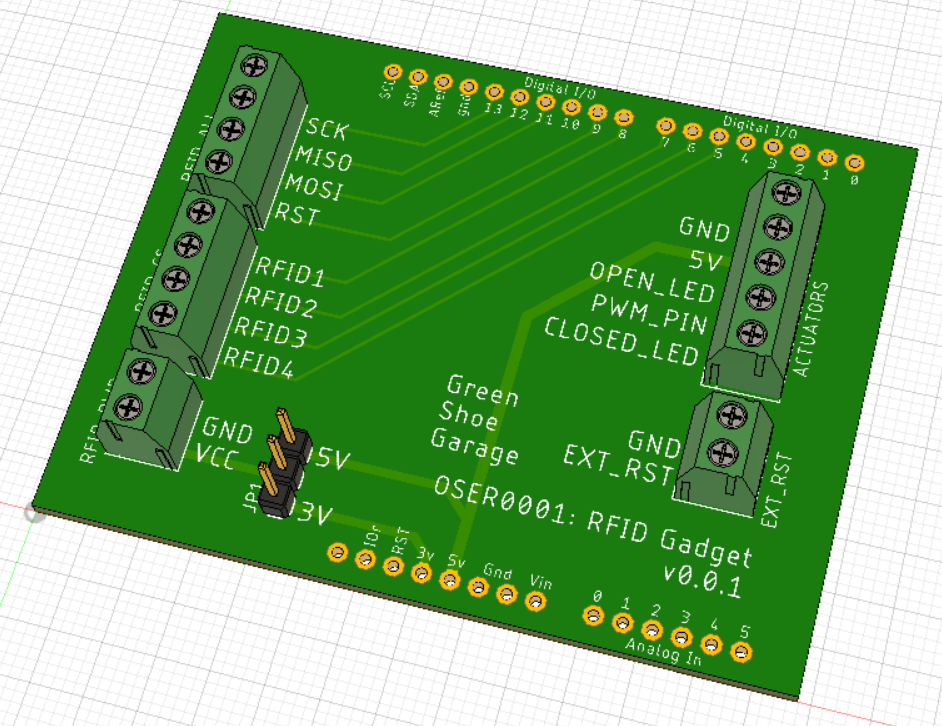 Digital I/O
Digital I/O
SCL
SDA
ARef
gnd
13
12
11
10
9
8
7
6
5
4
3
2
1
0
SCK
MISO
MOSI
RST
RFID1
RFID2
RFID3
RFID4
GND
VCC
GND
5V
OPEN_LED
PWM_PIN
CLOSED_LED
ACTUATORS
Green
Shoe
Garage
GND
EXT_RST
EXT_RST
5V
3V
JP1
OSER0001: RFID Gadget
v0.0.1
IOr
RST
3v
5v
Gnd
Vin
0
1
2
3
4
5
Analog In